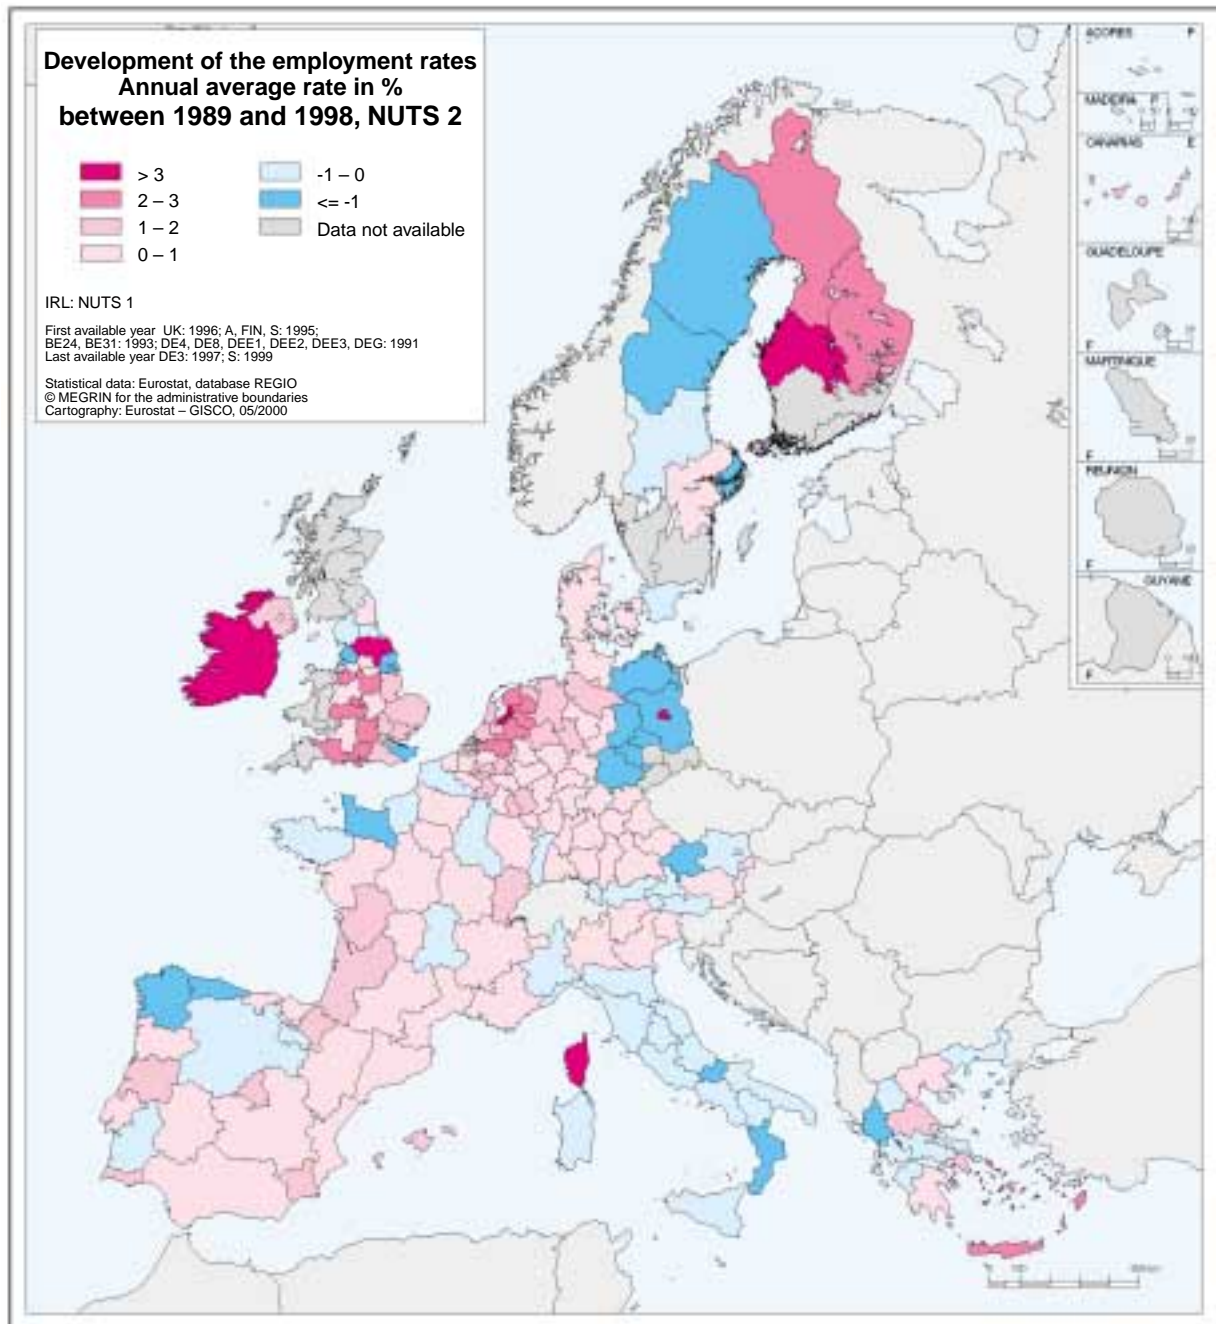 Development of the employment rates
Annual average rate in %
between 1989 and 1998, NUTS 2
> 3
2 – 3
1 – 2
0 – 1
-1 – 0
<= -1
Data not available
IRL: NUTS 1
First available year  UK: 1996; A, FIN, S: 1995;
BE24, BE31: 1993; DE4, DE8, DEE1, DEE2, DEE3, DEG: 1991
Last available year DE3: 1997; S: 1999
Statistical data: Eurostat, database REGIO
© MEGRIN for the administrative boundaries
Cartography: Eurostat – GISCO, 05/2000
ACORES P
MADEIRA P
CANARIAS E
GUADELOUPE
F
MARTINIQUE
F
REUNION
F
GUYANE
F